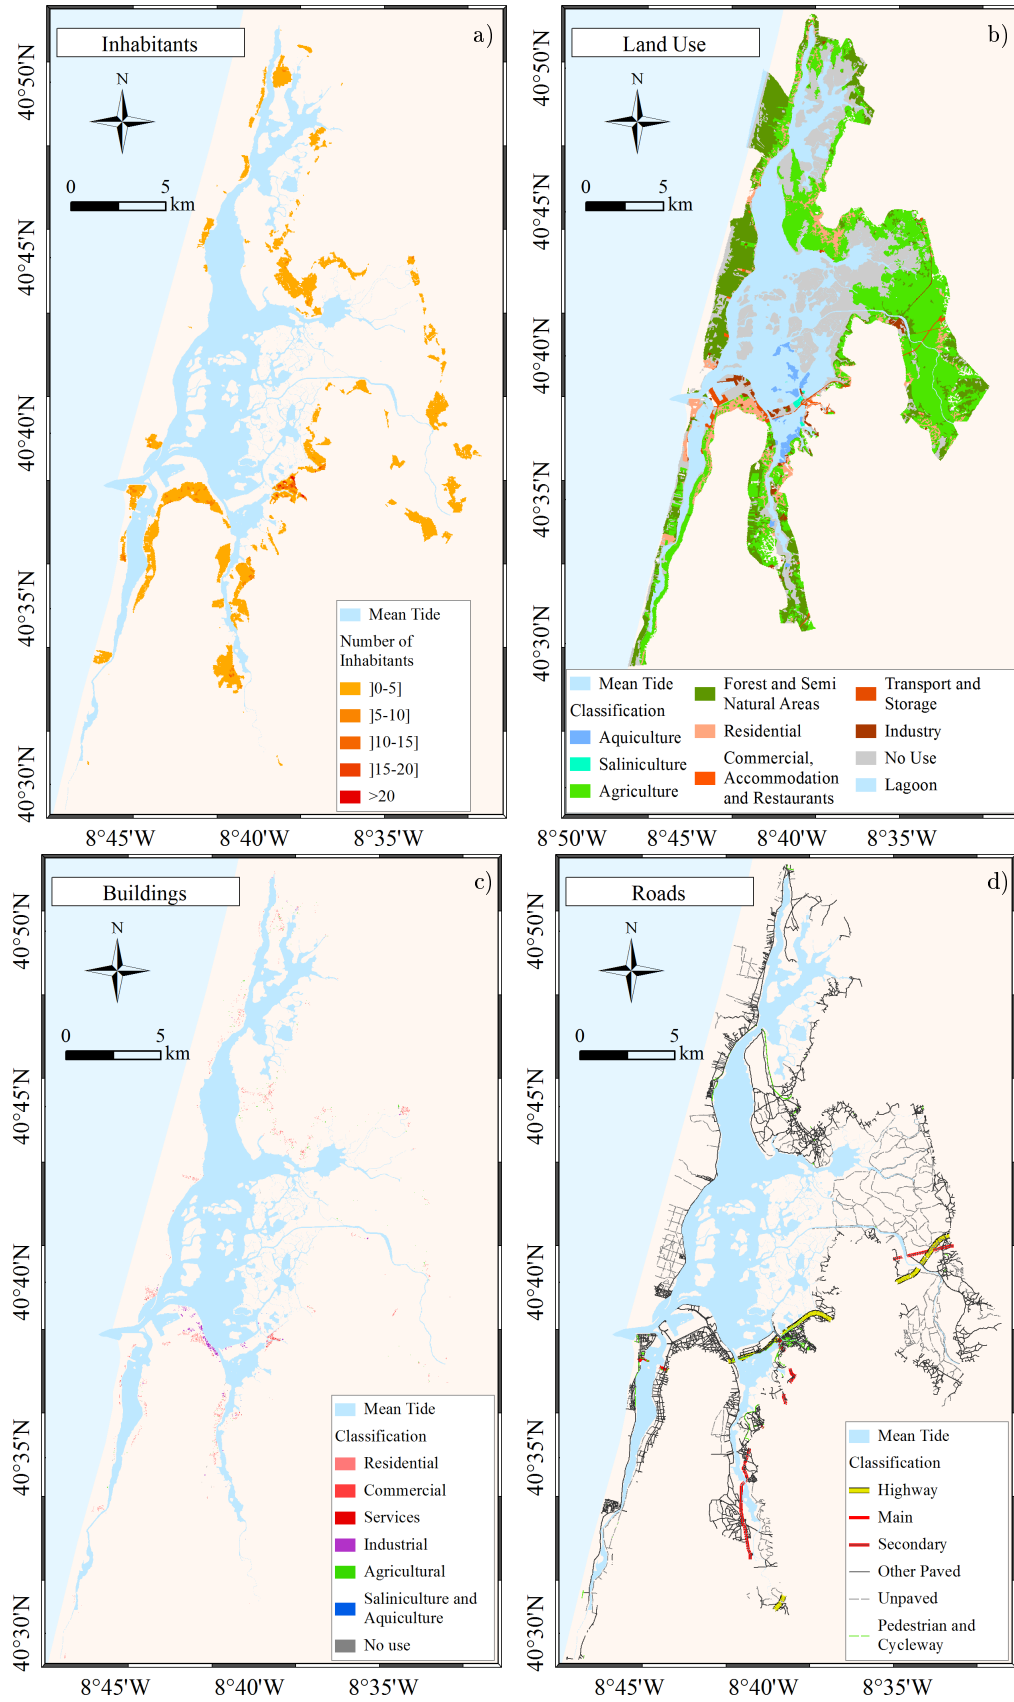 Inhabitants
a)
N
0 5
km
40°50'N
40°45'N
40°40'N
40°35'N
40°30'N
Mean Tide
Number of
Inhabitants
]0-5]
]5-10]
]10-15]
]15-20]
>20
8°45'W 8°40'W 8°35'W
Land Use
b)
N
0 5
km
40°50'N
40°45'N
40°40'N
40°35'N
40°30'N
Mean Tide
Classification
Aquiculture
Saliniculture
Agriculture
Forest and Semi
Natural Areas
Residential
Commercial,
Accommodation
and Restaurants
Transport and
Storage
Industry
No Use
Lagoon
8°50'W 8°45'W 8°40'W 8°35'W
Buildings
c)
N
0 5
km
40°50'N
40°45'N
40°40'N
40°35'N
40°30'N
Mean Tide
Classification
Residential
Commercial
Services
Industrial
Agricultural
Saliniculture and
Aquiculture
No use
8°45'W 8°40'W 8°35'W
Roads
d)
N
0 5
km
40°50'N
40°45'N
40°40'N
40°35'N
40°30'N
Mean Tide
Classification
Highway
Main
Secondary
Other Paved
Unpaved
Pedestrian and
Cycleway
8°45'W 8°40'W 8°35'W